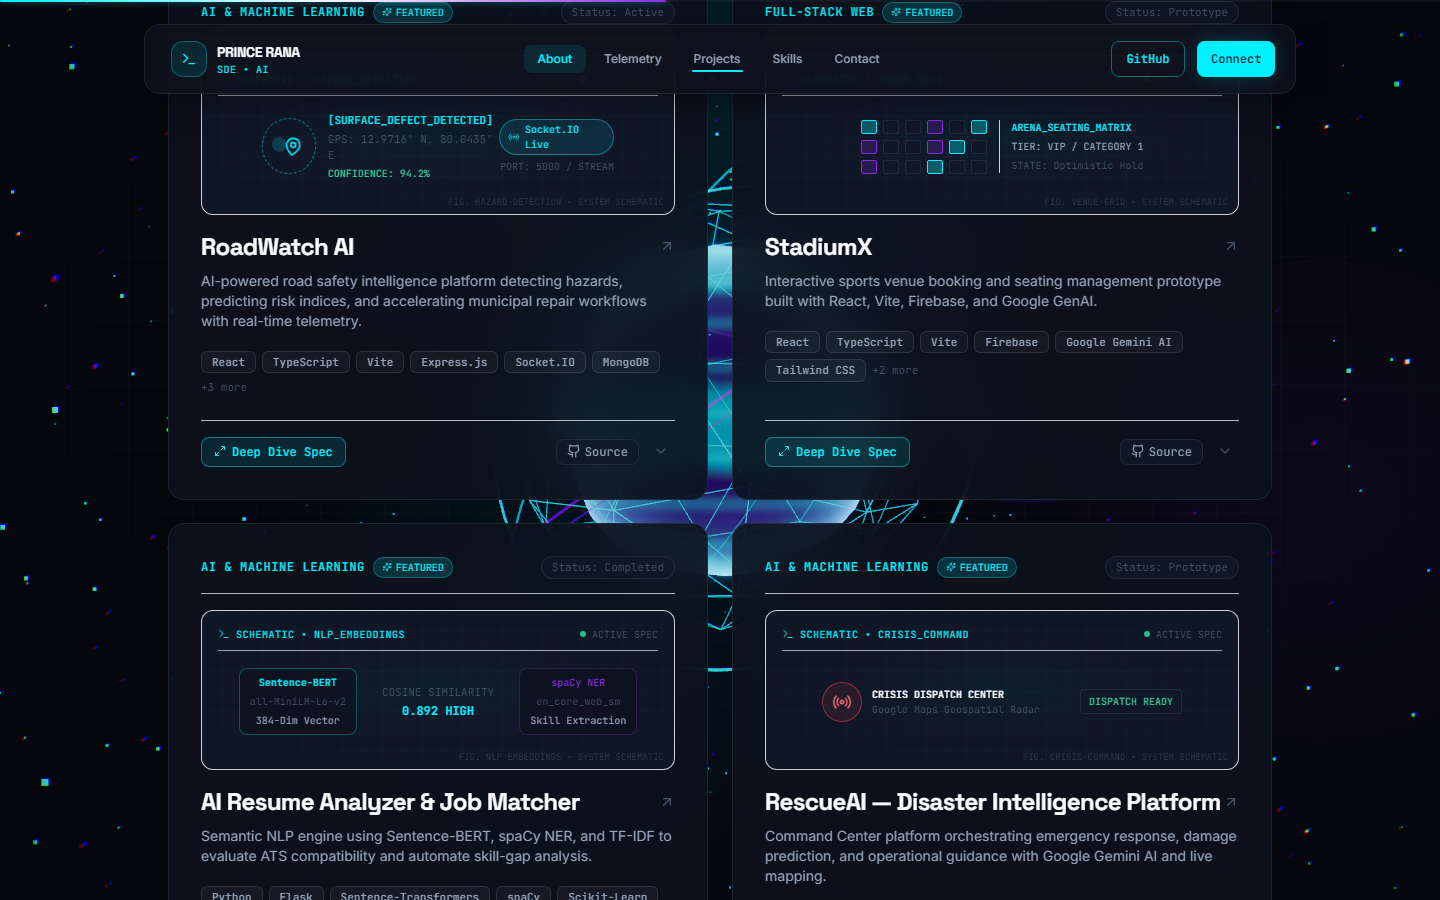 AI & MACHINE LEARNING
FEATURED
Status: Active
FULL-STACK WEB
FEATURED
Status: Prototype
PRINCE RANA
SDE • AI
About
Telemetry
Projects
Skills
Contact
GitHub
Connect
[SURFACE_DEFECT_DETECTED]
GPS: 12.9716° N, 80.0435°
E
CONFIDENCE: 94.2%
Socket.IO
Live
PORT: 5000 / STREAM
FIG. HAZARD-DETECTION • SYSTEM SCHEMATIC
ARENA_SEATING_MATRIX
TIER: VIP / CATEGORY 1
STATE: Optimistic Hold
FIG. VENUE-GRID • SYSTEM SCHEMATIC
RoadWatch AI
AI-powered road safety intelligence platform detecting hazards,
predicting risk indices, and accelerating municipal repair workflows
with real-time telemetry.
React
TypeScript
Vite
Express.js
Socket.IO
MongoDB
+3 more
Deep Dive Spec
Source
StadiumX
Interactive sports venue booking and seating management prototype
built with React, Vite, Firebase, and Google GenAI.
React
TypeScript
Vite
Firebase
Google Gemini AI
Tailwind CSS
+2 more
Deep Dive Spec
Source
AI & MACHINE LEARNING
FEATURED
Status: Completed
SCHEMATIC • NLP_EMBEDDINGS
ACTIVE SPEC
Sentence-BERT
all-MiniLM-L6-v2
384-Dim Vector
COSINE SIMILARITY
0.892 HIGH
spaCy NER
en_core_web_sm
Skill Extraction
FIG. NLP-EMBEDDINGS • SYSTEM SCHEMATIC
AI Resume Analyzer & Job Matcher
Semantic NLP engine using Sentence-BERT, spaCy NER, and TF-IDF to
evaluate ATS compatibility and automate skill-gap analysis.
Python
Flask
Sentence-Transformers
spaCy
Scikit-Learn
AI & MACHINE LEARNING
FEATURED
Status: Prototype
SCHEMATIC • CRISIS_COMMAND
ACTIVE SPEC
CRISIS DISPATCH CENTER
Google Maps Geospatial Radar
DISPATCH READY
FIG. CRISIS-COMMAND • SYSTEM SCHEMATIC
RescueAI — Disaster Intelligence Platform
Command Center platform orchestrating emergency response, damage
prediction, and operational guidance with Google Gemini AI and live
mapping.